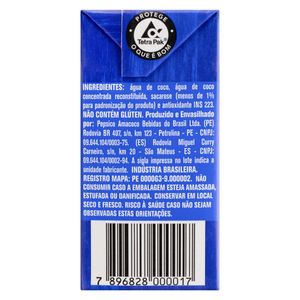 PROTEGE
Tetra Pak®
O QUE É BOM
INGREDIENTES: água de coco, água de coco
concentrada reconstituída, sacarose (menos de 1%
para padronização do produto) e antioxidante INS 223.
NÃO CONTÉM GLÚTEN. Produzido e Envasilhado
por: Pepsico Amacoco Bebidas do Brasil Ltda. (PE)
Rodovia BR 407, s/n, km 123 - Petrolina - PE - CNPJ:
09.644.104/0003-75. (ES) Rodovia Miguel Curry
Carneiro, s/n, km 20 - São Mateus - ES - CNPJ:
09.644.104/0002-94. A sigla impressa no lote indica a
unidade fabricante. INDÚSTRIA BRASILEIRA.
REGISTRO MAPA: PE 000063-9.000002. NÃO
CONSUMIR CASO A EMBALAGEM ESTEJA AMASSADA,
ESTUFADA OU DANIFICADA. CONSERVAR EM LOCAL
SECO E FRESCO. RISCO À SAÚDE CASO NÃO SEJAM
OBSERVADAS ESTAS ORIENTAÇÕES.
7 896828 000017